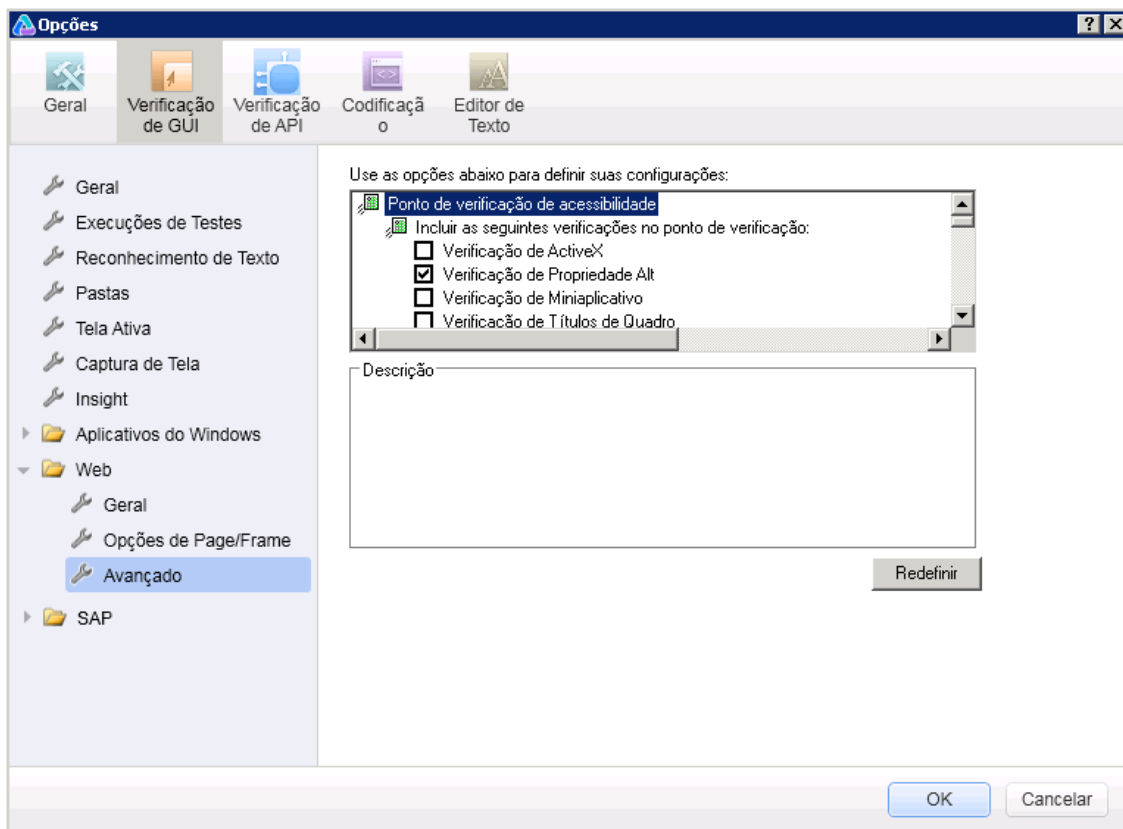 Opções
Geral
Verificação
de GUI
Verificação
de API
Codificaçã
o
Editor de
Texto
Geral
Execuções de Testes
Reconhecimento de Texto
Pastas
Tela Ativa
Captura de Tela
Insight
Aplicativos do Windows
Web
Geral
Opções de Page/Frame
Avançado
SAP
Use as opções abaixo para definir suas configurações:
Ponto de verificação de acessibilidade
Incluir as seguintes verificações no ponto de verificação:
Verificação de ActiveX
Verificação de Propriedade Alt
Verificação de Miniaplicativo
Verificação de Títulos de Quadro
Descrição
Redefinir
OK
Cancelar